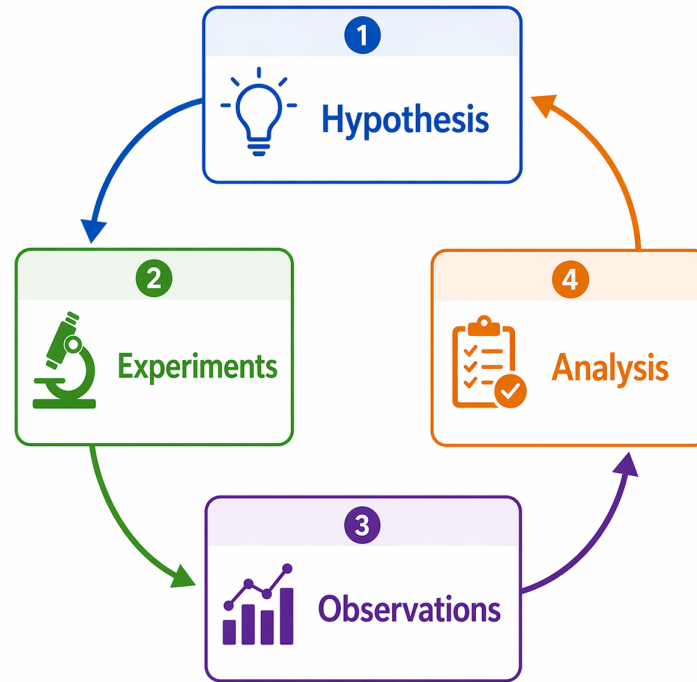 1
Hypothesis
2
Experiments
3
Observations
4
Analysis